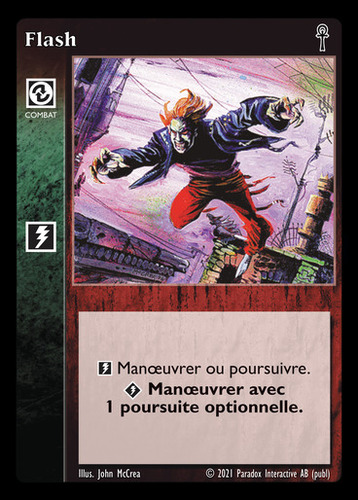 Flash
COMBAT
Manœuvrer ou poursuivre.
Manœuvrer avec
1 poursuite optionnelle.
Illus. John McCrea © 2021 Paradox Interactive AB (publ)